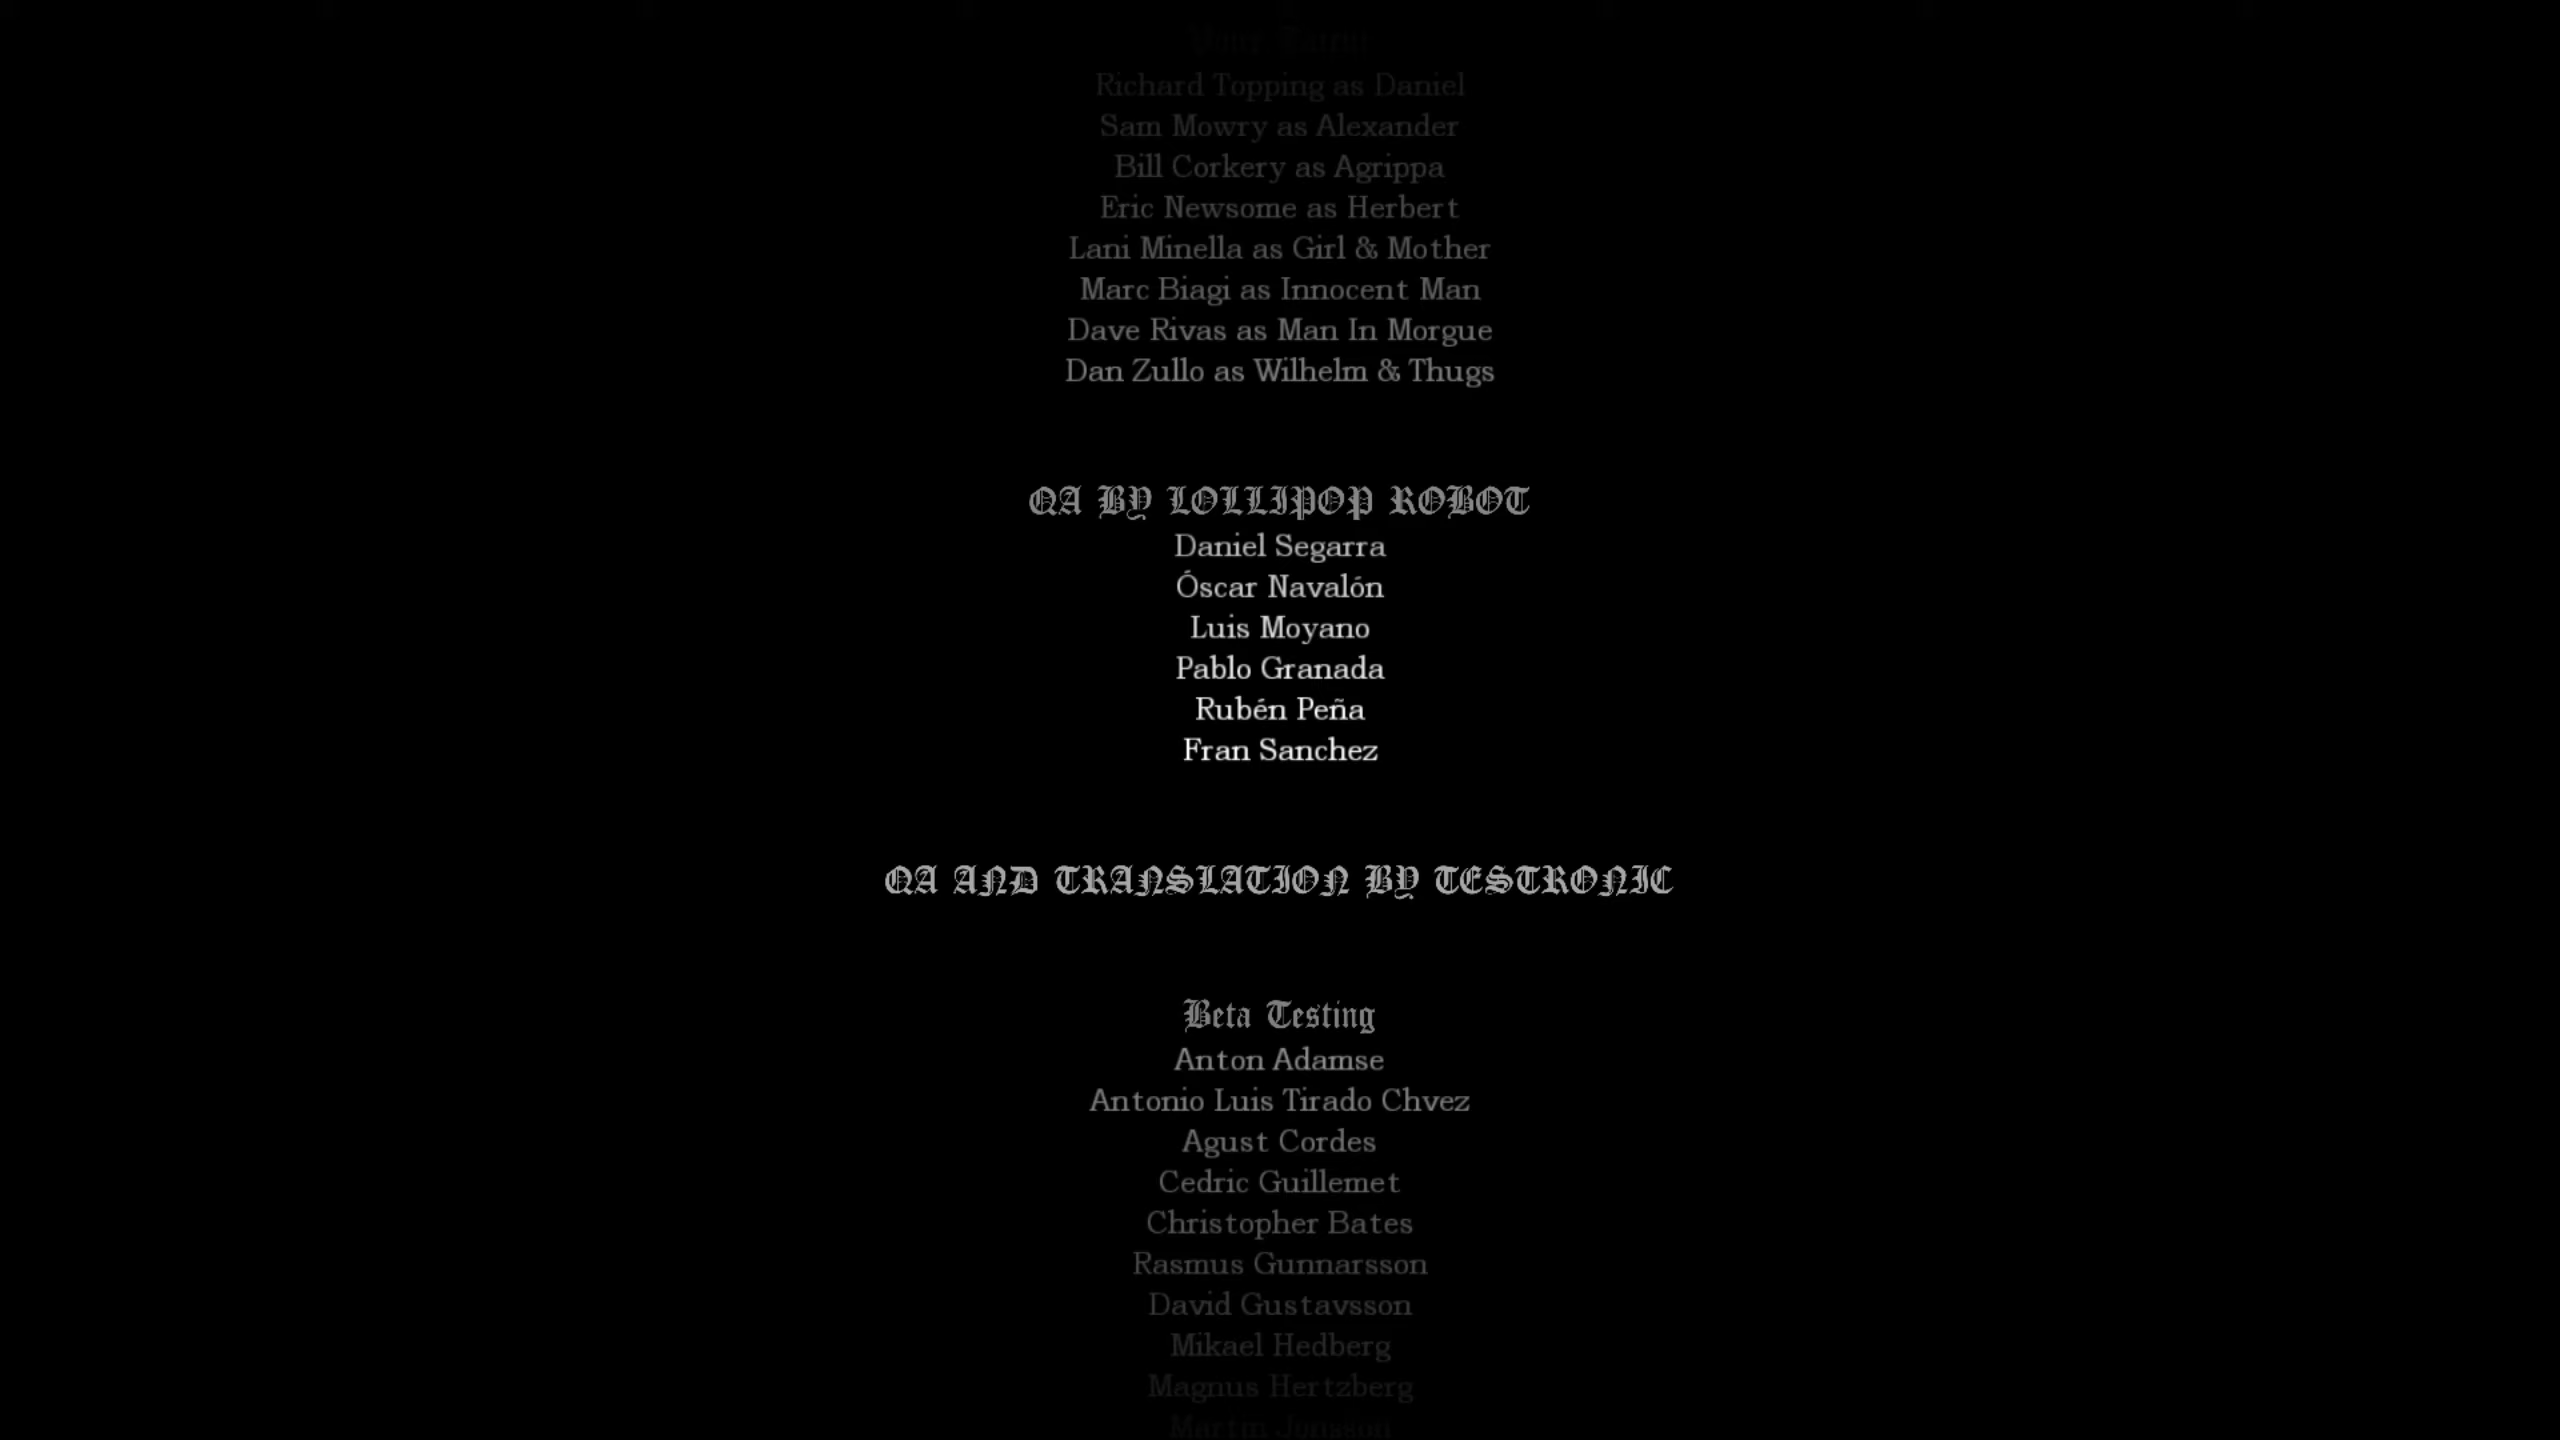 Richard Topping as Daniel
Sam Mowry as Alexander
Bill Corkery as Agrippa
Eric Newsome as Herbert
Lani Minella as Girl & Mother
Marc Biagi as Innocent Man
Dave Rivas as Man In Morgue
Dan Zullo as Wilhelm & Thugs
QA BY LOLLIPOP ROBOT
Daniel Segarra
Óscar Navalón
Luis Moyano
Pablo Granada
Rubén Peña
Fran Sanchez
QA AND TRANSLATION BY TESTRONIC
Beta Testing
Anton Adamse
Antonio Luis Tirado Chvez
Agust Cordes
Cedric Guillemet
Christopher Bates
Rasmus Gunnarsson
David Gustavsson
Mikael Hedberg
Magnus Hertzberg